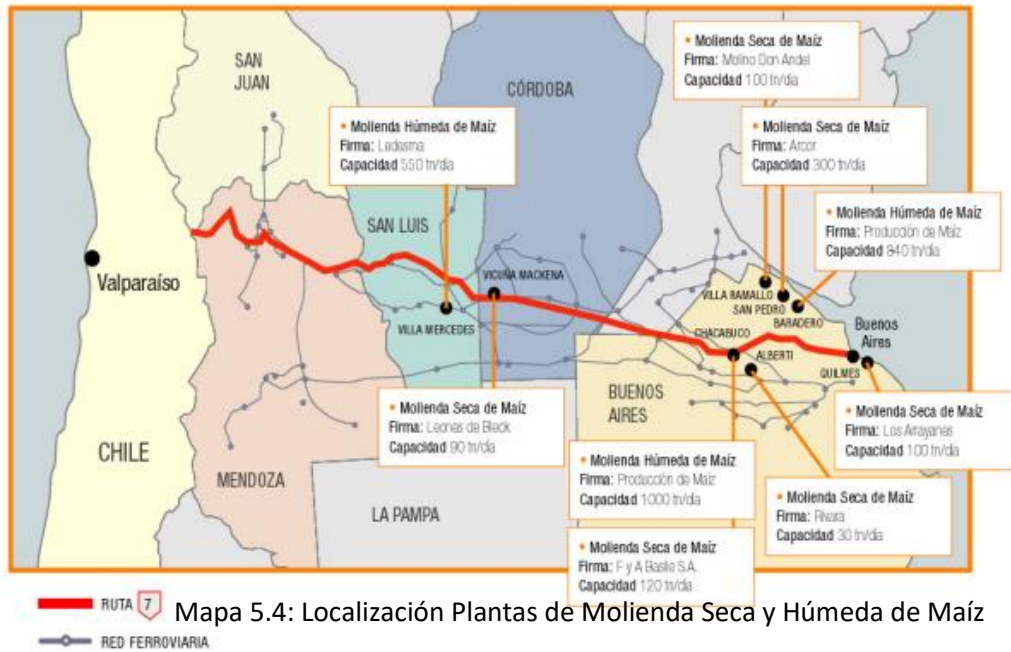 SAN
JUAN
CÓRDOBA
• Molienda Seca de Maíz
Firma: Molino Don Andel
Capacidad 100 tn/día
• Molienda Húmeda de Maíz
Firma: Ledesma
Capacidad 550 tn/día
• Molienda Seca de Maíz
Firma: Arcor
Capacidad 300 tn/día
• Molienda Húmeda de Maíz
Firma: Producción de Maíz
Capacidad 840 tn/día
SAN LUIS
VICUÑA MACKENA
Valparaíso
VILLA MERCEDES
VILLA RAMALLO
SAN PEDRO
BARADERO
CHACABUCO
ALBERTI
Buenos
Aires
QUILMES
BUENOS
AIRES
• Molienda Seca de Maíz
Firma: Leones de Bleck
Capacidad 90 tn/día
• Molienda Seca de Maíz
Firma: Los Arrayanes
Capacidad 100 tn/día
CHILE
MENDOZA
LA PAMPA
• Molienda Húmeda de Maíz
Firma: Producción de Maíz
Capacidad 1000 tn/día
• Molienda Seca de Maíz
Firma: Rivara
Capacidad 30 tn/día
• Molienda Seca de Maíz
Firma: F y A Basile S.A.
Capacidad 120 tn/día
RUTA 7
Mapa 5.4: Localización Plantas de Molienda Seca y Húmeda de Maíz
RED FERROVIARIA